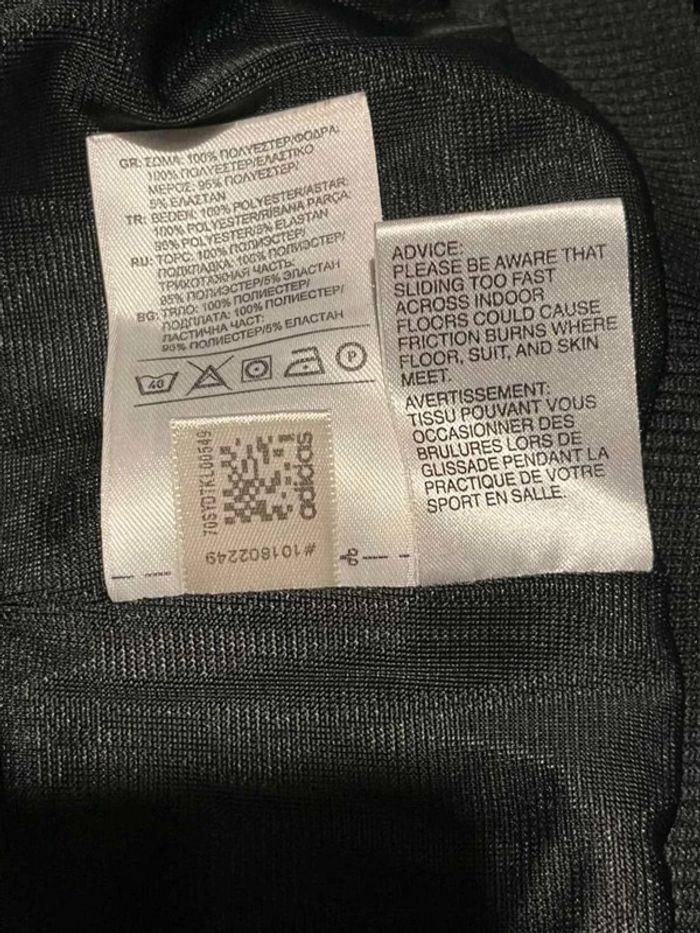 GR: ΣΩΜΑ: 100% ΠΟΛΥΕΣΤΕΡ/ΦΟΔΡΑ:
100% ΠΟΛΥΕΣΤΕΡ/ΕΛΑΣΤΙΚΟ
ΜΕΡΟΣ: 95% ΠΟΛΥΕΣΤΕΡ/
5% ΕΛΑΣΤΑΝ
TR: BEDEN: 100% POLYESTER/ASTAR:
100% POLYESTER/RIBANA PARÇA:
95% POLYESTER/5% ELASTAN
RU: ТОРС: 100% ПОЛИЭСТЕР/
ПОДКЛАДКА: 100% ПОЛИЭСТЕР/
ТРИКОТАЖНАЯ ЧАСТЬ:
95% ПОЛИЭСТЕР/5% ЭЛАСТАН
BG: ТЯЛО: 100% ПОЛИЕСТЕР/
ПОДПЛАТА: 100% ПОЛИЕСТЕР/
ЛАСТИЧНА ЧАСТ:
95% ПОЛИЕСТЕР/5% ЕЛАСТАН
40
P
70SYDTKL00549
adidas
#101802249
ADVICE:
PLEASE BE AWARE THAT
SLIDING TOO FAST
ACROSS INDOOR
FLOORS COULD CAUSE
FRICTION BURNS WHERE
FLOOR, SUIT, AND SKIN
MEET.
AVERTISSEMENT:
TISSU POUVANT VOUS
OCCASIONNER DES
BRULURES LORS DE
GLISSADE PENDANT LA
PRACTIQUE DE VOTRE
SPORT EN SALLE.